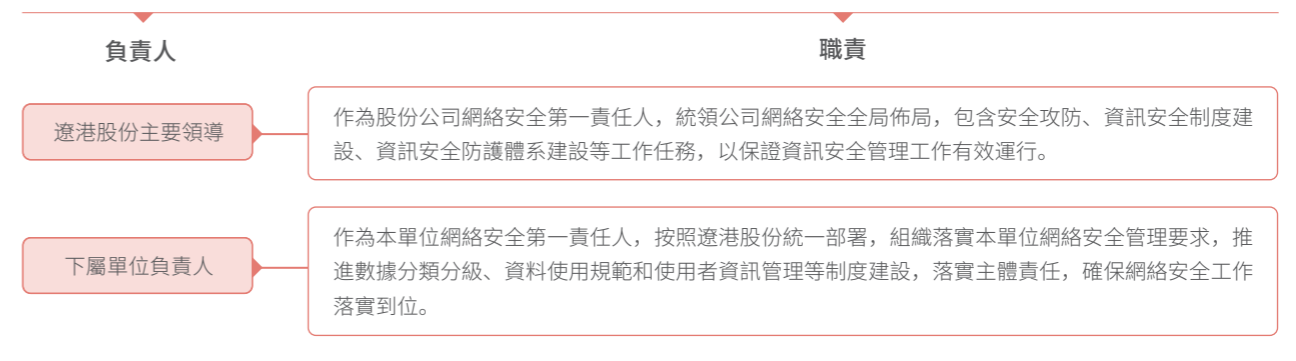 負責人
職責
遼港股份主要領導
作為股份公司網絡安全第一責任人，統領公司網絡安全全局佈局，包含安全攻防、資訊安全制度建
設、資訊安全防護體系建設等工作任務，以保證資訊安全管理工作有效運行。
下屬單位負責人
作為本單位網絡安全第一責任人，按照遼港股份統一部署，組織落實本單位網絡安全管理要求，推
進數據分類分級、資料使用規範和使用者資訊管理等制度建設，落實主體責任，確保網絡安全工作
落實到位。